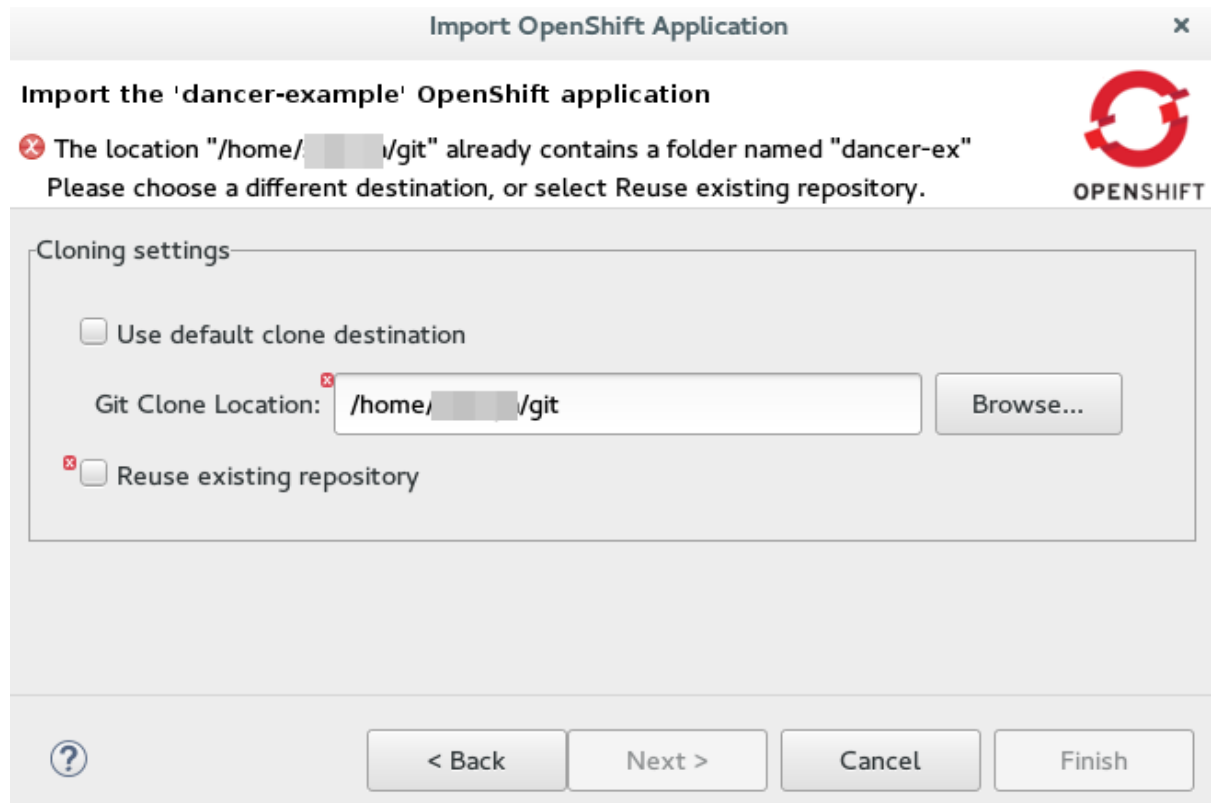 Import OpenShift Application
Import the 'dancer-example' OpenShift application
The location "/home/ /git" already contains a folder named "dancer-ex"
Please choose a different destination, or select Reuse existing repository.
OPENSHIFT
Cloning settings
Use default clone destination
Git Clone Location: /home/ /git Browse...
Reuse existing repository
? < Back Next > Cancel Finish